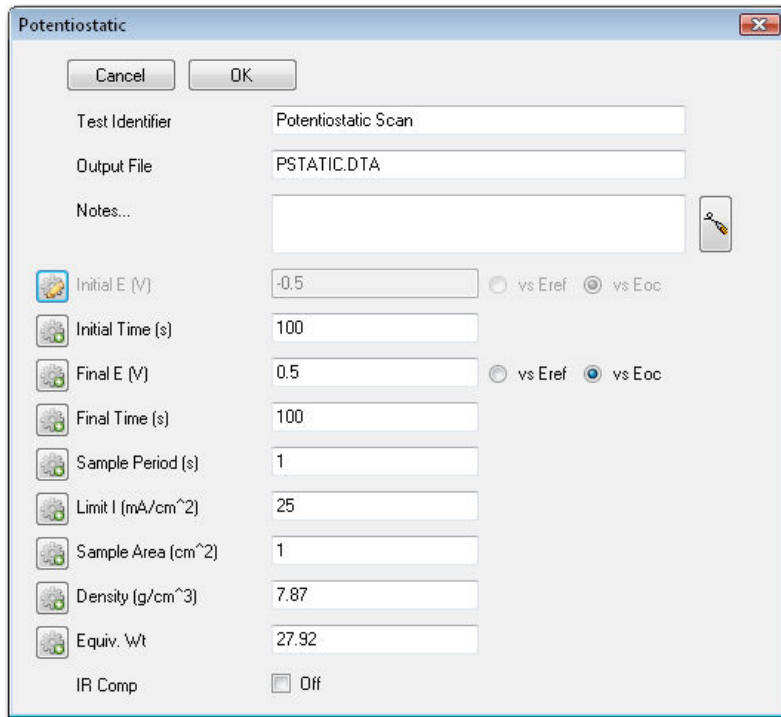 Potentiostatic
Cancel OK
Test Identifier Potentiostatic Scan
Output File PSTATIC.DTA
Notes...
Initial E (V) -0.5 vs Eref vs Eoc
Initial Time (s) 100
Final E (V) 0.5 vs Eref vs Eoc
Final Time (s) 100
Sample Period (s) 1
Limit I (mA/cm^2) 25
Sample Area (cm^2) 1
Density (g/cm^3) 7.87
Equiv. Wt 27.92
IR Comp Off